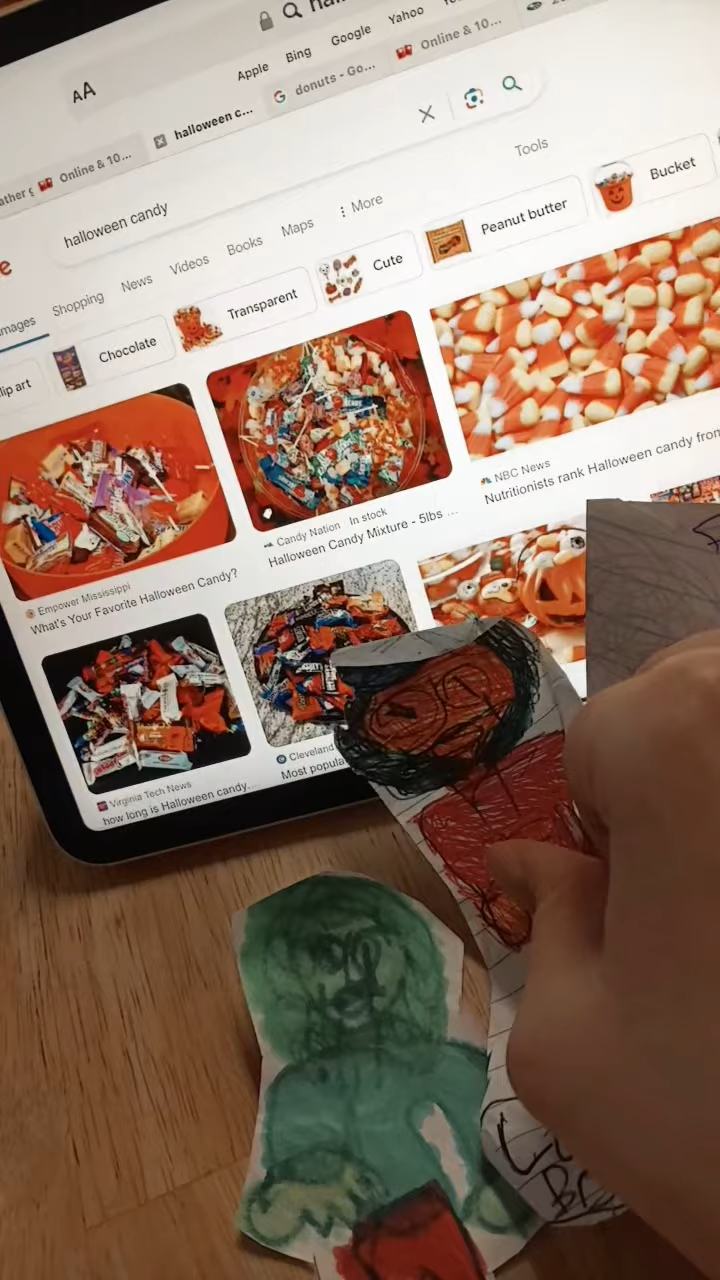 AA
Apple Bing Google Yahoo
Online & 10...
halloween c...
donuts - Go...
Online & 10...
halloween candy
Shopping News Videos Books Maps More
Tools
Chocolate
Transparent
Cute
Peanut butter
Bucket
Empower Mississippi
What's Your Favorite Halloween Candy?
Candy Nation In stock
Halloween Candy Mixture - 5lbs ...
NBC News
Nutritionists rank Halloween candy from
Virginia Tech News
how long is Halloween candy...
Cleveland
Most popula